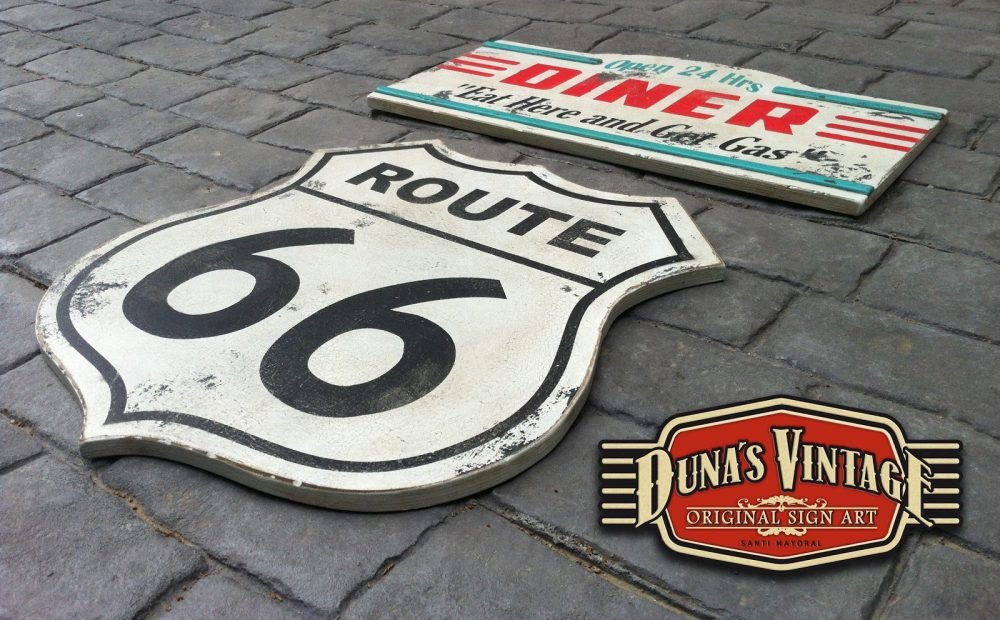 Open 24 Hrs
DINER
"Eat Here and Get Gas"
ROUTE
66
DUNA'S VINTAGE
ORIGINAL SIGN ART
SANTI MAYORAL